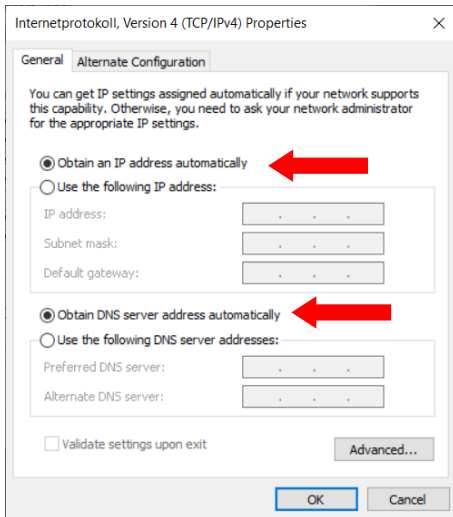 Internetprotokoll, Version 4 (TCP/IPv4) Properties
General
Alternate Configuration
You can get IP settings assigned automatically if your network supports
this capability. Otherwise, you need to ask your network administrator
for the appropriate IP settings.
Obtain an IP address automatically
Use the following IP address:
IP address:
Subnet mask:
Default gateway:
Obtain DNS server address automatically
Use the following DNS server addresses:
Preferred DNS server:
Alternate DNS server:
Validate settings upon exit
Advanced...
OK
Cancel